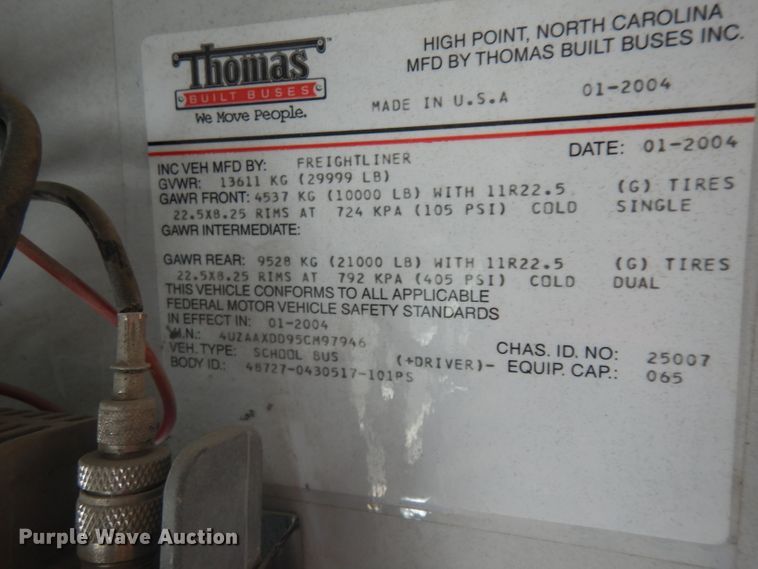 Thomas
BUILT BUSES
We Move People.
HIGH POINT, NORTH CAROLINA
MFD BY THOMAS BUILT BUSES INC.
MADE IN U.S.A 01-2004
INC VEH MFD BY: FREIGHTLINER DATE: 01-2004
GVWR: 13611 KG (29999 LB)
GAWR FRONT: 4537 KG (10000 LB) WITH 11R22.5 (G) TIRES
22.5X8.25 RIMS AT 724 KPA (105 PSI) COLD SINGLE
GAWR INTERMEDIATE:
GAWR REAR: 9528 KG (21000 LB) WITH 11R22.5 (G) TIRES
22.5X8.25 RIMS AT 792 KPA (405 PSI) COLD DUAL
THIS VEHICLE CONFORMS TO ALL APPLICABLE
FEDERAL MOTOR VEHICLE SAFETY STANDARDS
IN EFFECT IN: 01-2004
V.I.N.: 4UZAAXDD95CM97946
VEH. TYPE: SCHOOL BUS CHAS. ID. NO: 25007
BODY ID.: 48727-0430517-101PS (+DRIVER)- EQUIP. CAP.: 065
Purple Wave Auction